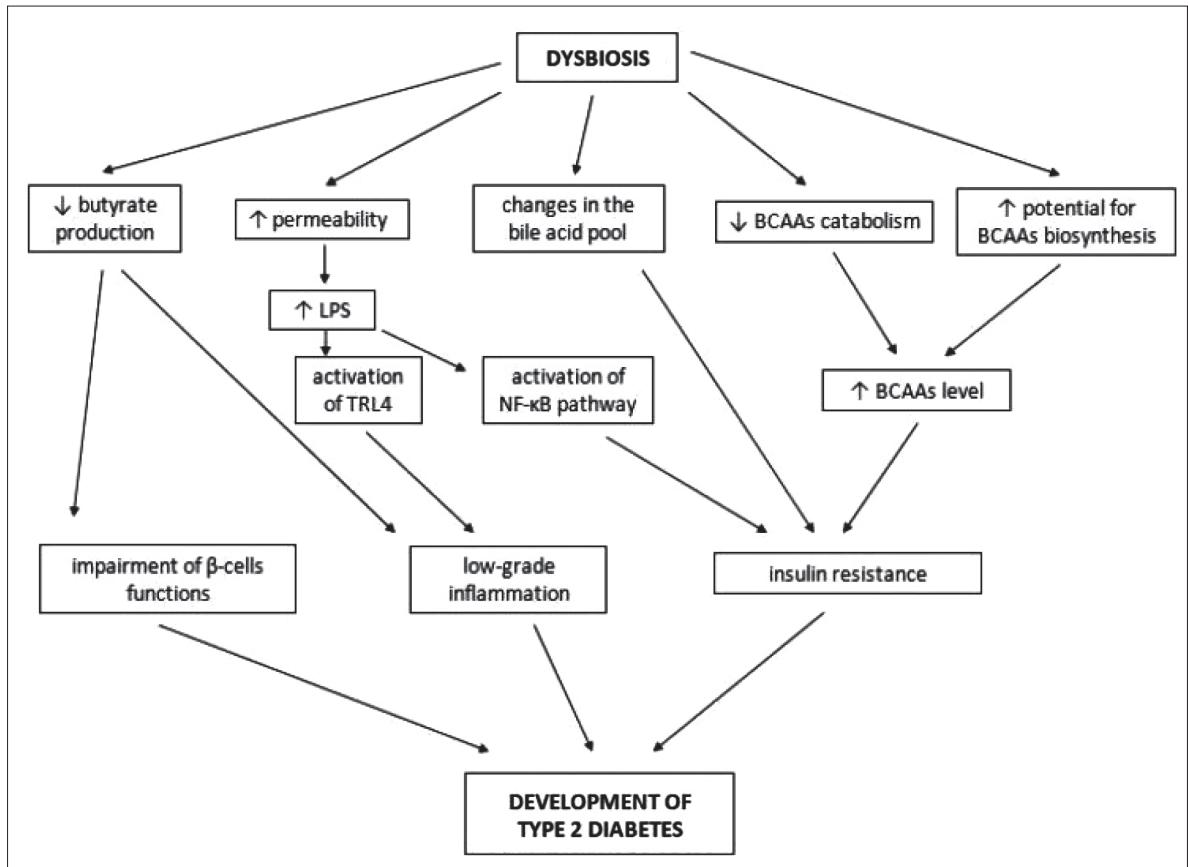 DYSBIOSIS
↓ butyrate
production
↑ permeability
changes in the
bile acid pool
↓ BCAAs catabolism
↑ potential for
BCAAs biosynthesis
↑ LPS
activation
of TRL4
activation of
NF-κB pathway
↑ BCAAs level
impairment of β-cells
functions
low-grade
inflammation
insulin resistance
DEVELOPMENT OF
TYPE 2 DIABETES